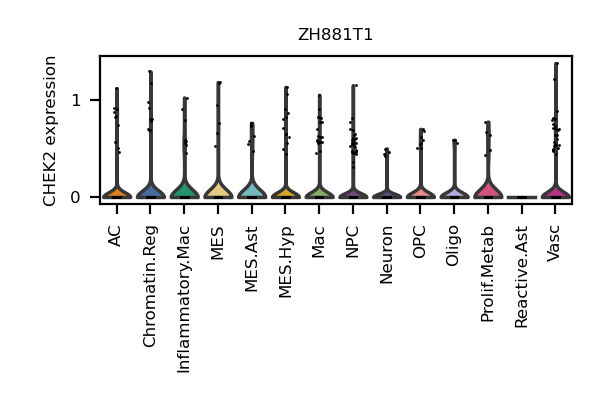 ZH881T1
CHEK2 expression
1
0
AC
Chromatin.Reg
Inflammatory.Mac
MES
MES.Ast
MES.Hyp
Mac
NPC
Neuron
OPC
Oligo
Prolif.Metab
Reactive.Ast
Vasc